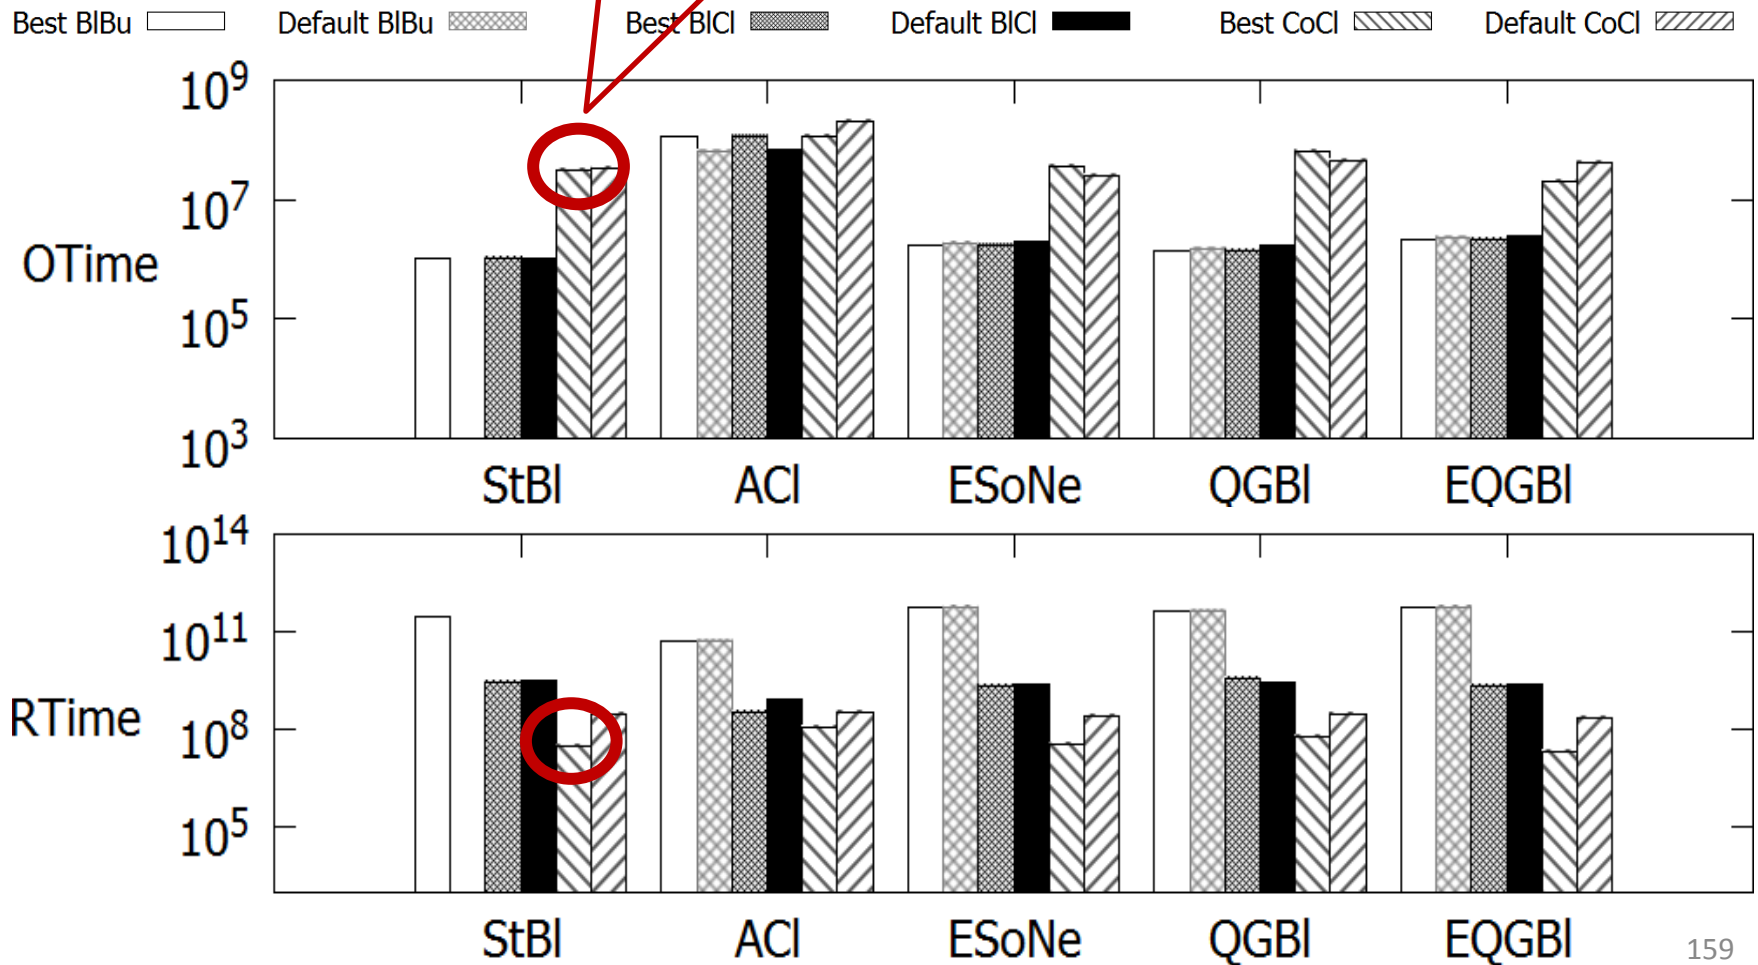 Best BlBu Default BlBu Best BlCl Default BlCl Best CoCl Default CoCl
10^9
10^7
OTime
10^5
10^3
StBl ACl ESoNe QGBl EQGBl
10^14
10^11
RTime
10^8
10^5
StBl ACl ESoNe QGBl EQGBl
159